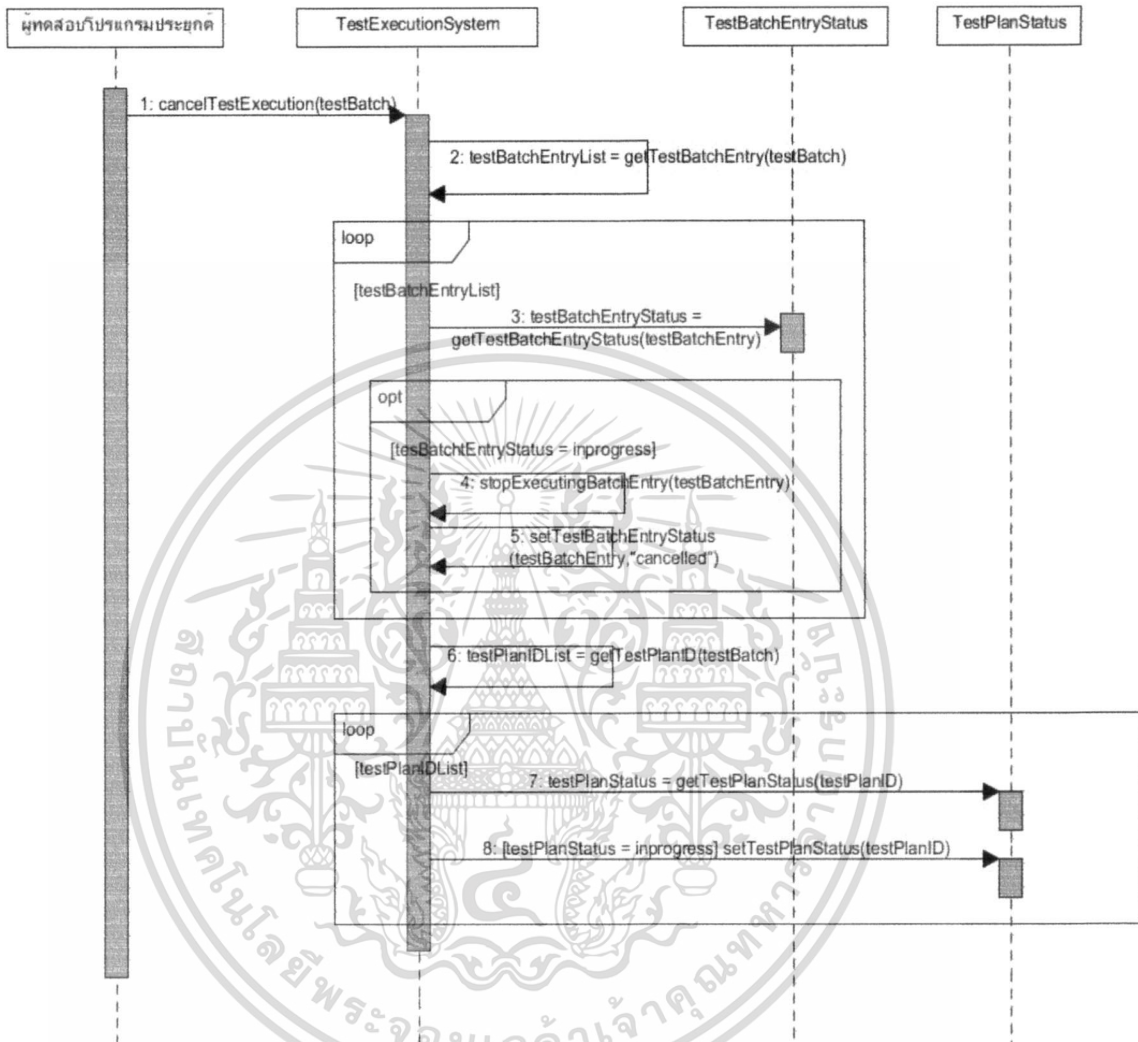 ผู้ทดสอบโปรแกรมประยุกต์
TestExecutionSystem
TestBatchEntryStatus
TestPlanStatus
1: cancelTestExecution(testBatch)
2: testBatchEntryList = getTestBatchEntry(testBatch)
loop
[testBatchEntryList]
3: testBatchEntryStatus =
getTestBatchEntryStatus(testBatchEntry)
opt
[tesBatchtEntryStatus = inprogress]
4: stopExecutingBatchEntry(testBatchEntry)
5: setTestBatchEntryStatus
(testBatchEntry,"cancelled")
6: testPlanIDList = getTestPlanID(testBatch)
loop
[testPlanIDList]
7: testPlanStatus = getTestPlanStatus(testPlanID)
8: [testPlanStatus = inprogress] setTestPlanStatus(testPlanID)